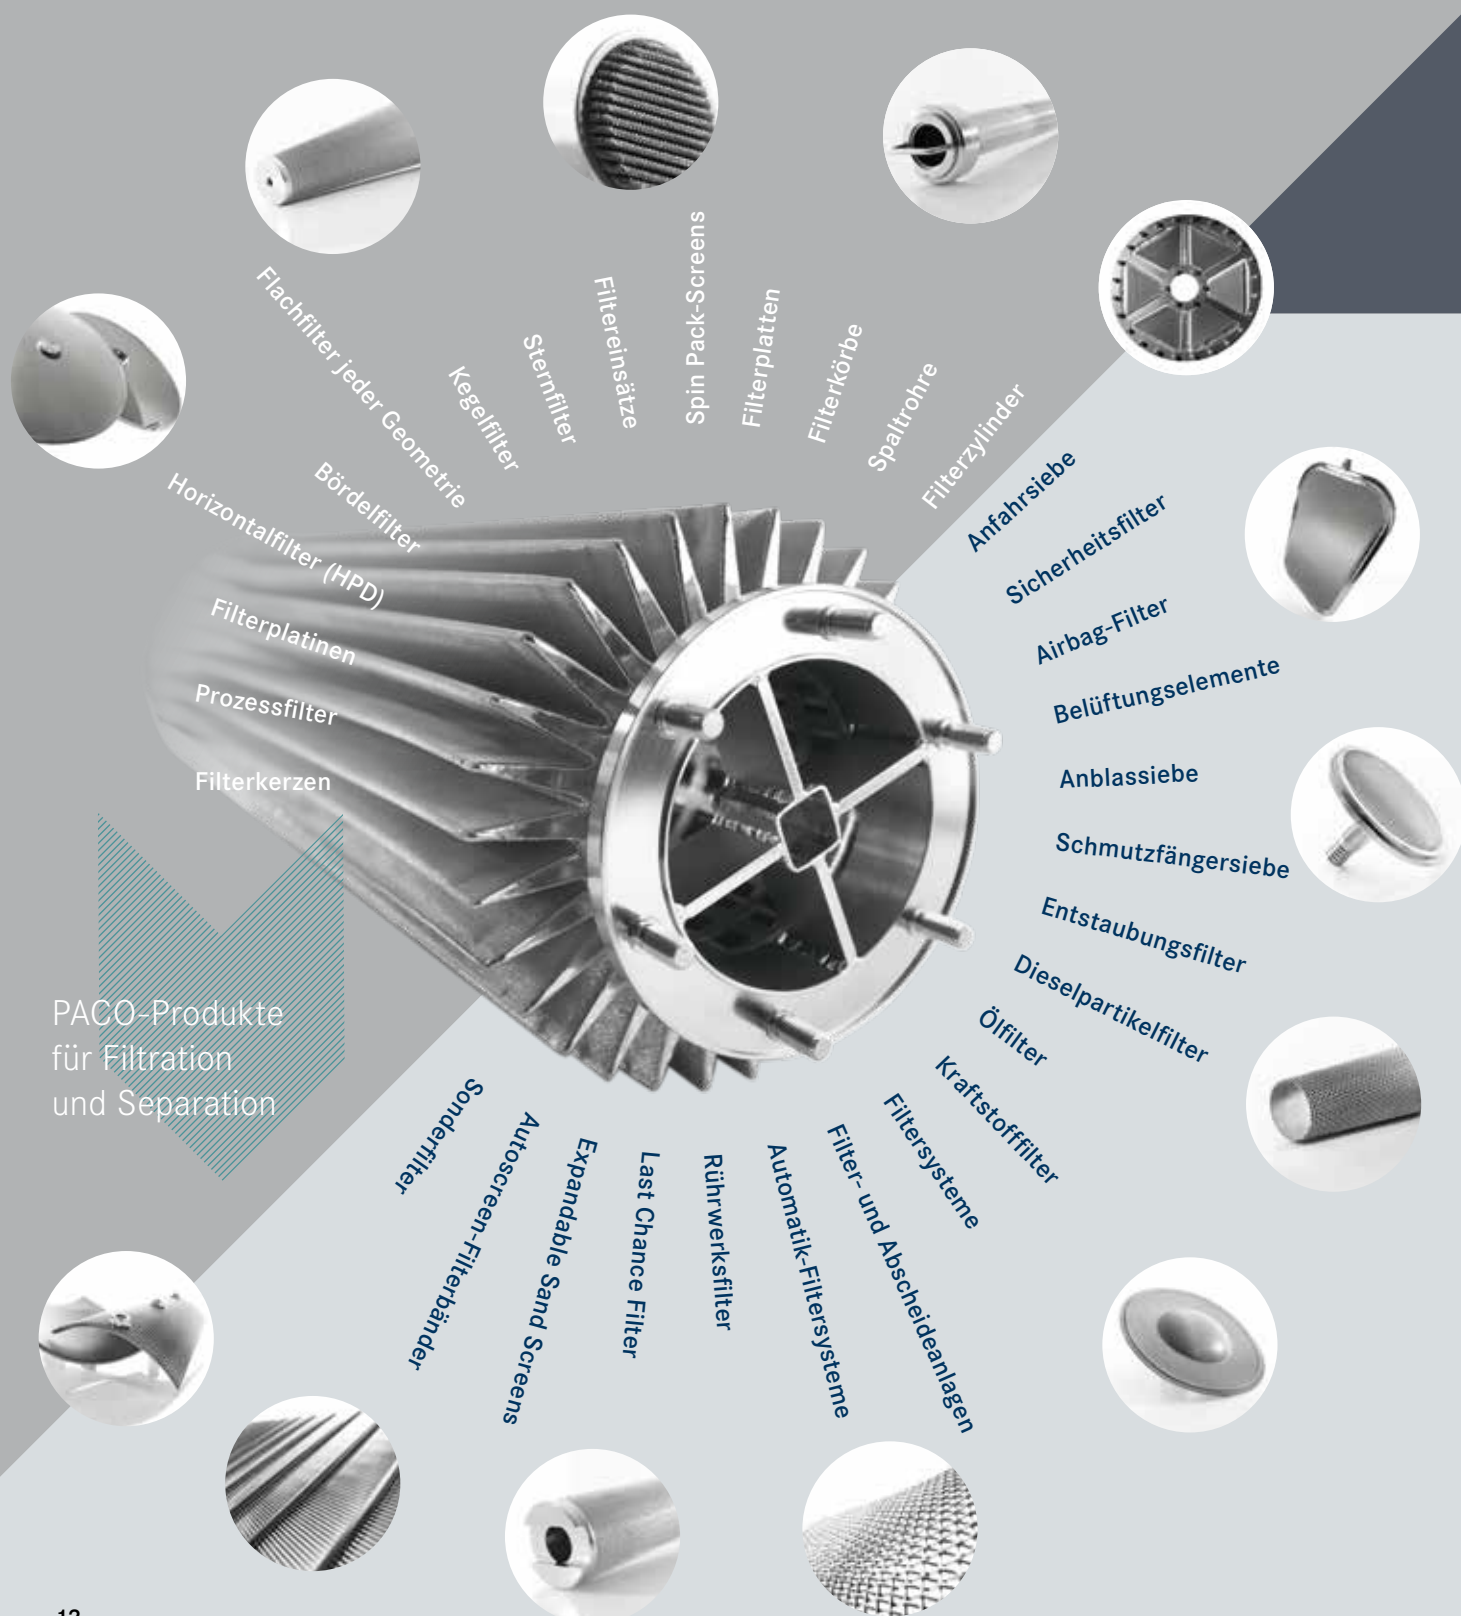 Filterkerzen
Prozessfilter
Filterplatinen
Horizontalfilter (HPD)
Bördelfilter
Flachfilter jeder Geometrie
Kegelfilter
Sternfilter
Filtereinsätze
Spin Pack-Screens
Filterplatten
Filterkörbe
Spaltrohre
Filterzylinder
Anfahrsiebe
Sicherheitsfilter
Airbag-Filter
Belüftungselemente
Anblassiebe
Schmutzfängersiebe
Entstaubungsfilter
Dieselpartikelfilter
Ölfilter
Kraftstofffilter
Filtersysteme
Filter- und Abscheideanlagen
Automatik-Filtersysteme
Rührwerksfilter
Last Chance Filter
Expandable Sand Screens
Autoscreen-Filterbänder
Sonderfilter
PACO-Produkte
für Filtration
und Separation